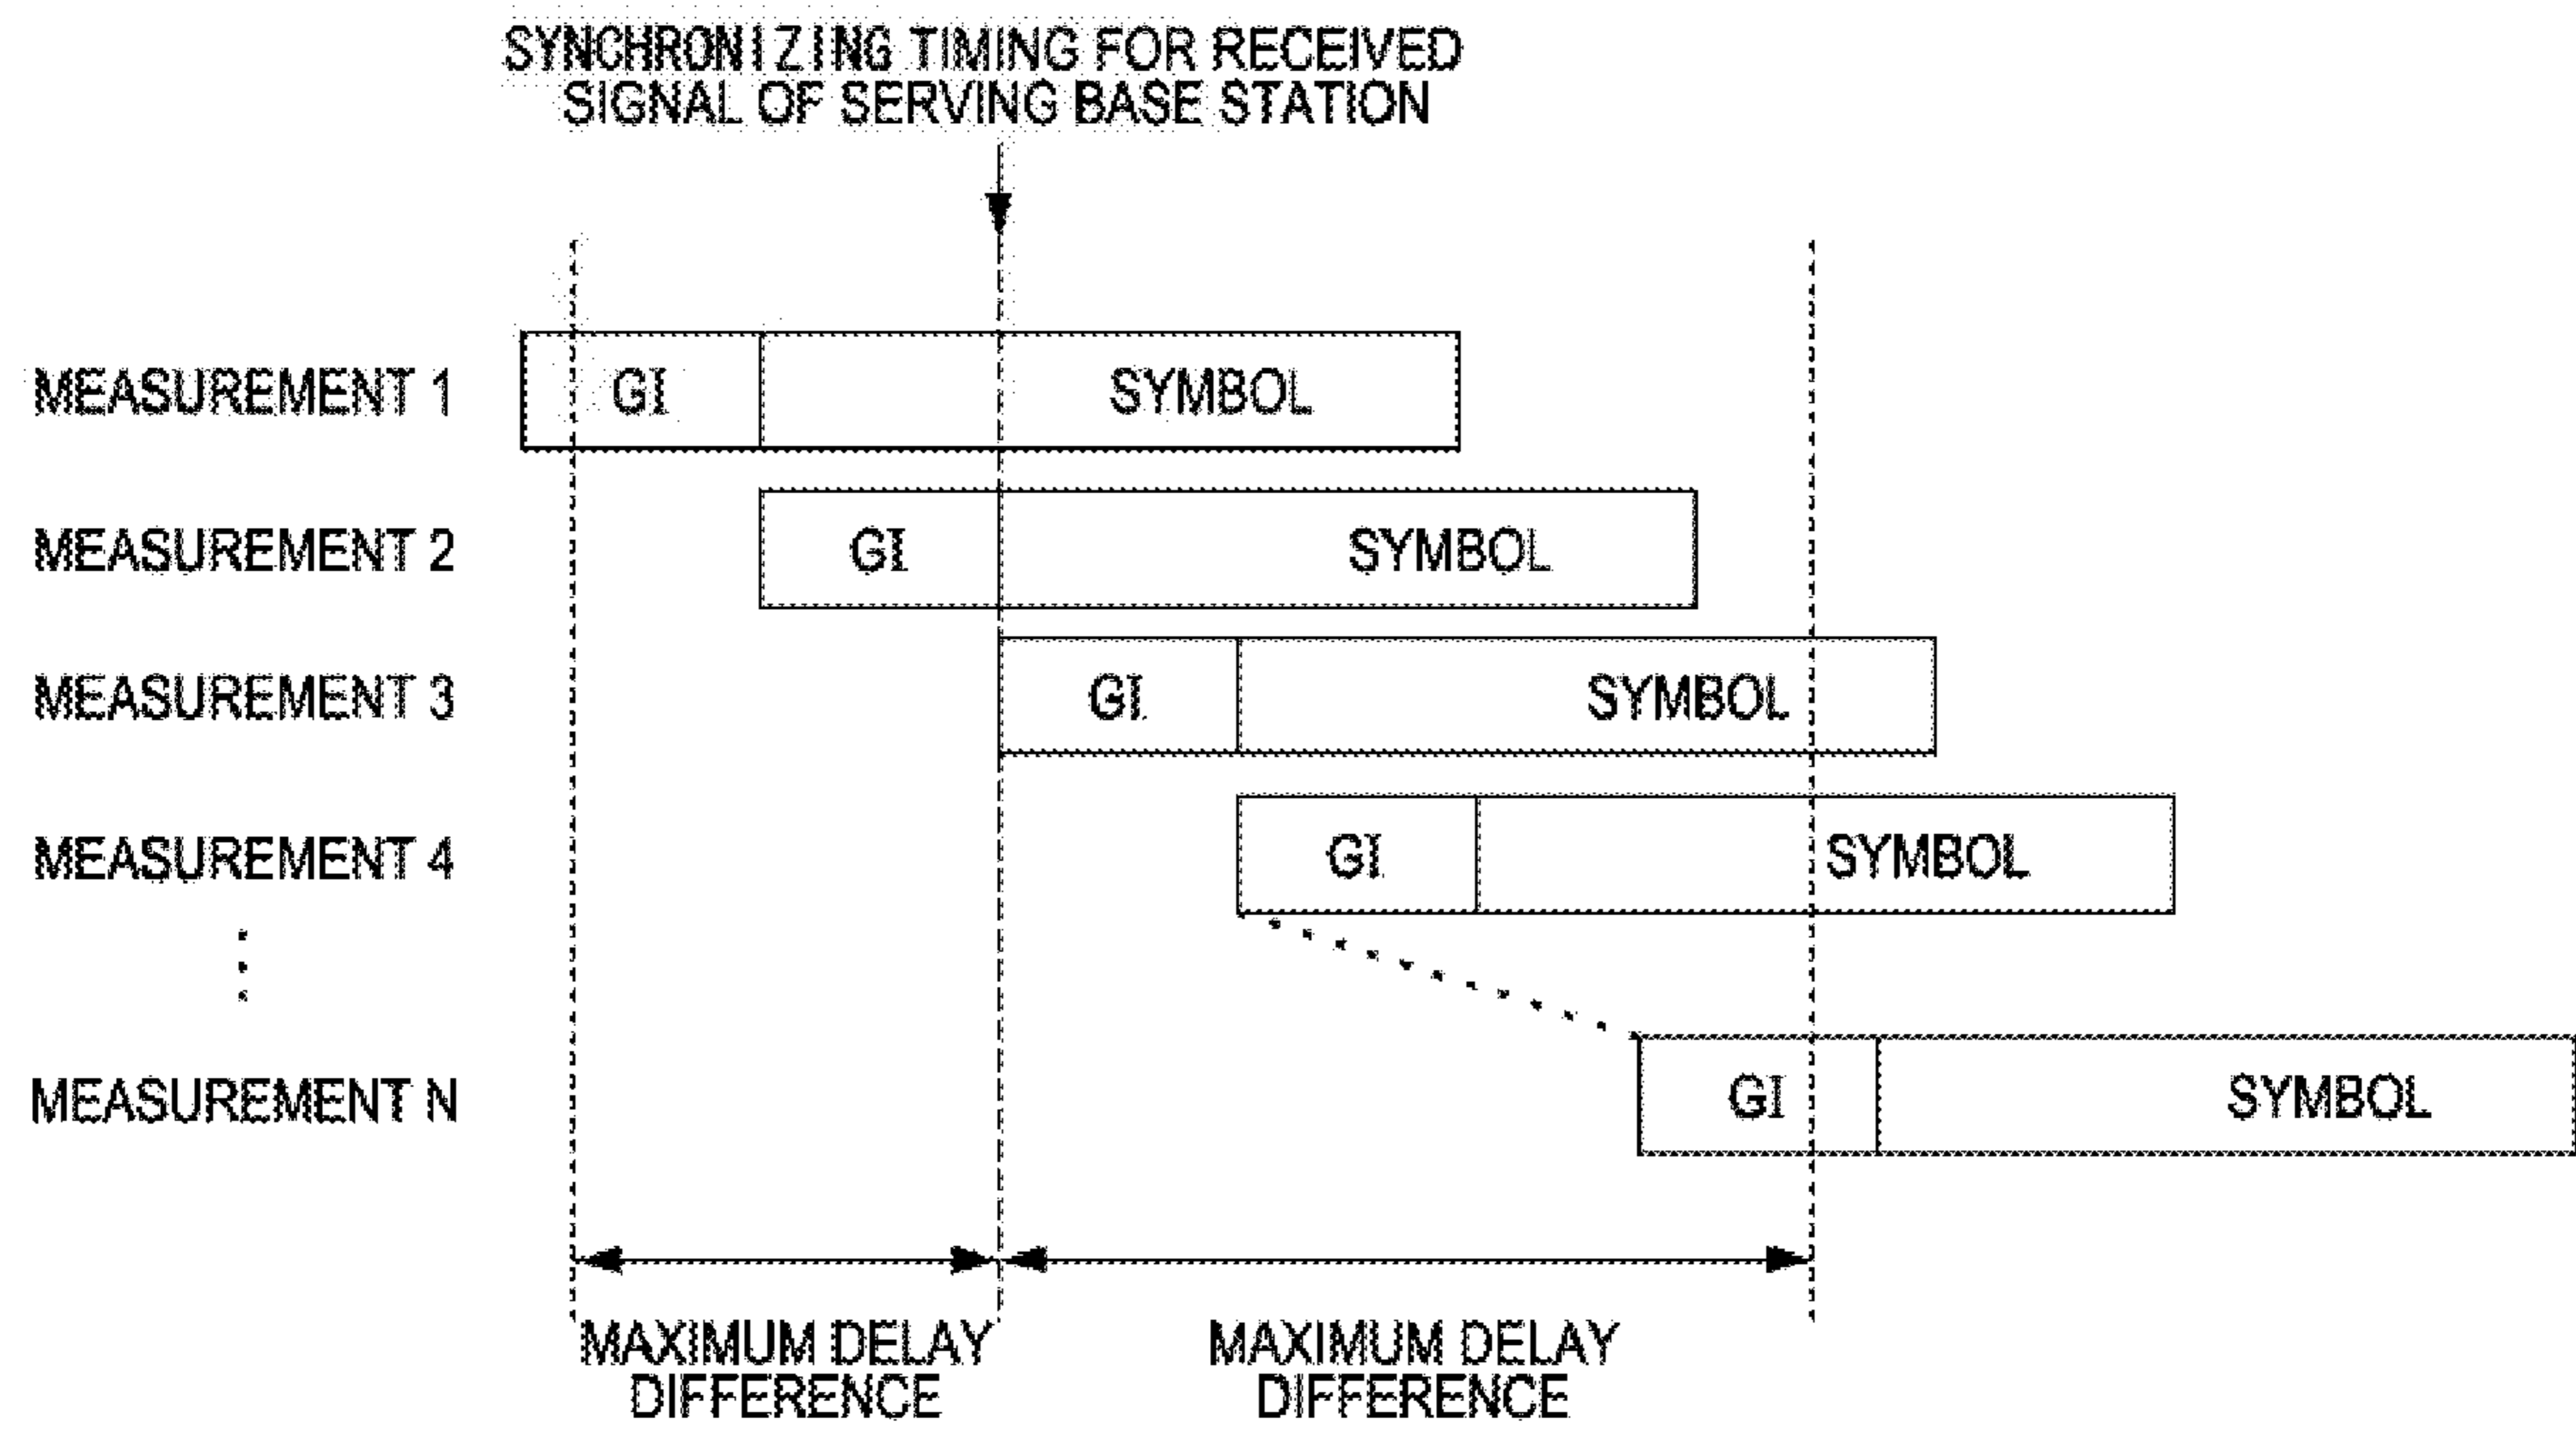 SYNCHRONIZING TIMING FOR RECEIVED
SIGNAL OF SERVING BASE STATION
MEASUREMENT 1
GI
SYMBOL
MEASUREMENT 2
GI
SYMBOL
MEASUREMENT 3
GI
SYMBOL
MEASUREMENT 4
GI
SYMBOL
MEASUREMENT N
GI
SYMBOL
MAXIMUM DELAY
DIFFERENCE
MAXIMUM DELAY
DIFFERENCE